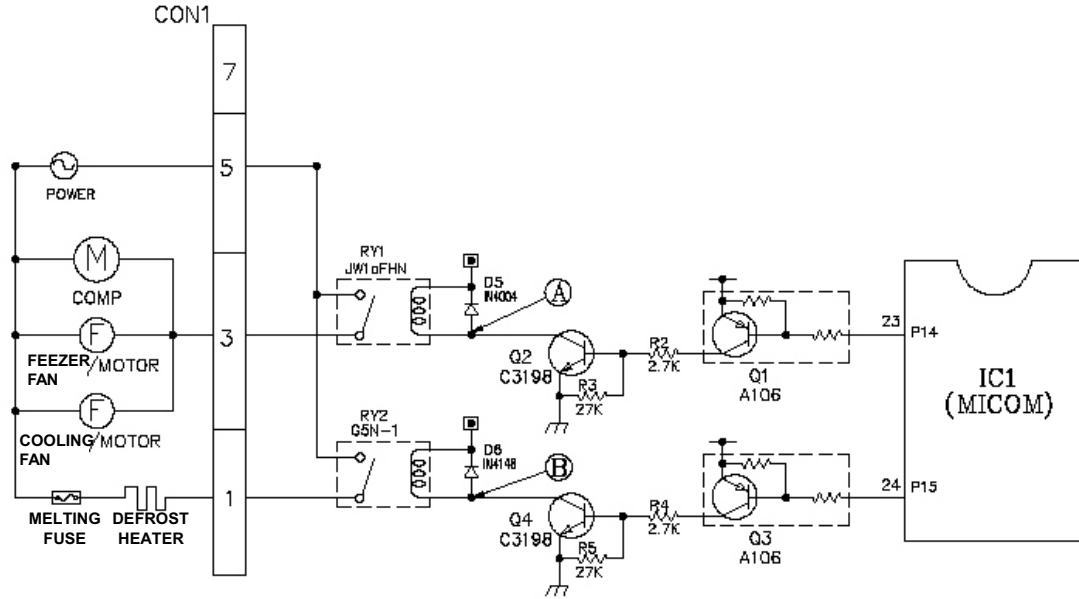 CON1
7
5
POWER
M
COMP
3
F
FEEZER
FAN
/MOTOR
F
COOLING
FAN
/MOTOR
1
MELTING
FUSE
DEFROST
HEATER
RY1
JW1aFHN
D5
IN4004
A
Q2
C3198
R3
27K
R2
2.7K
Q1
A106
23
P14
IC1
(MICOM)
RY2
G5N-1
D6
IN4148
B
Q4
C3198
R5
27K
R4
2.7K
Q3
A106
24
P15